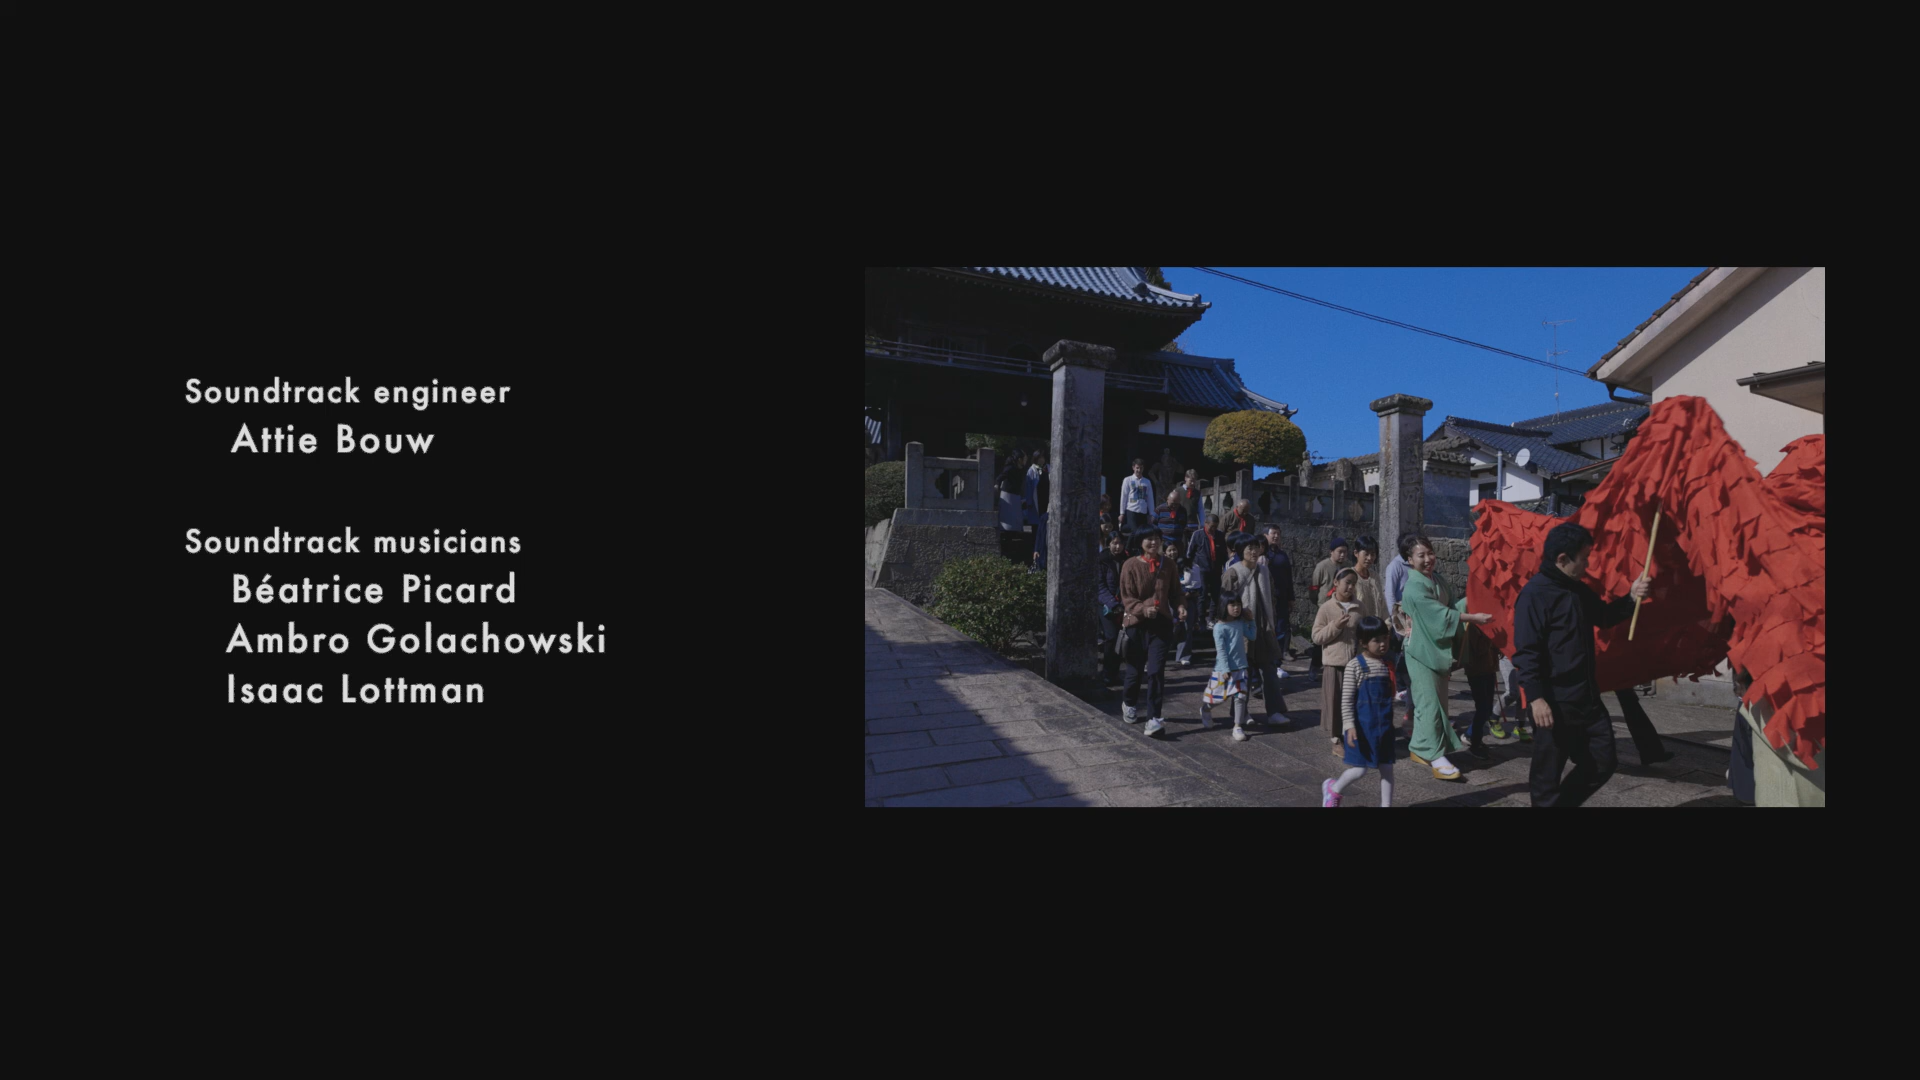 Soundtrack engineer
Attie Bouw
Soundtrack musicians
Béatrice Picard
Ambro Golachowski
Isaac Lottman